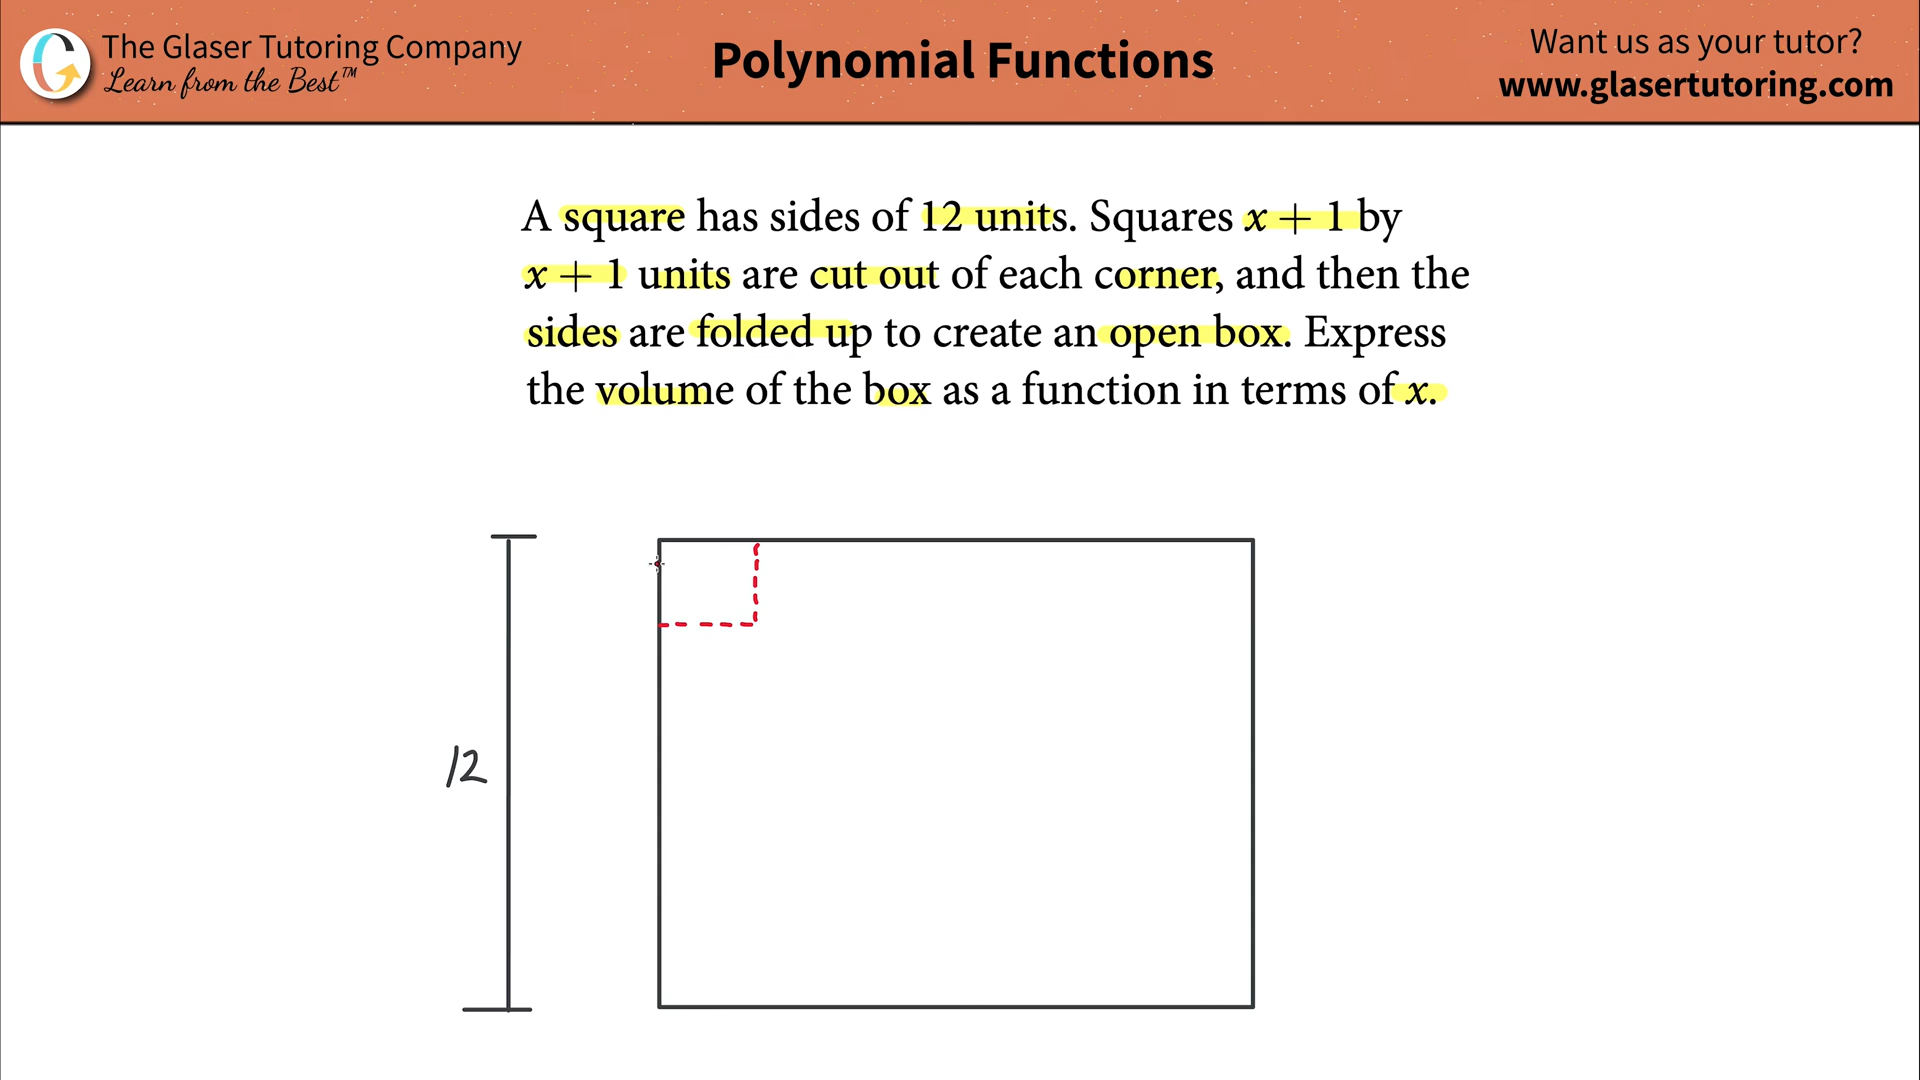 The Glaser Tutoring Company
Learn from the Best™
Polynomial Functions
Want us as your tutor?
www.glasertutoring.com
A square has sides of 12 units. Squares x + 1 by
x + 1 units are cut out of each corner, and then the
sides are folded up to create an open box. Express
the volume of the box as a function in terms of x.
12